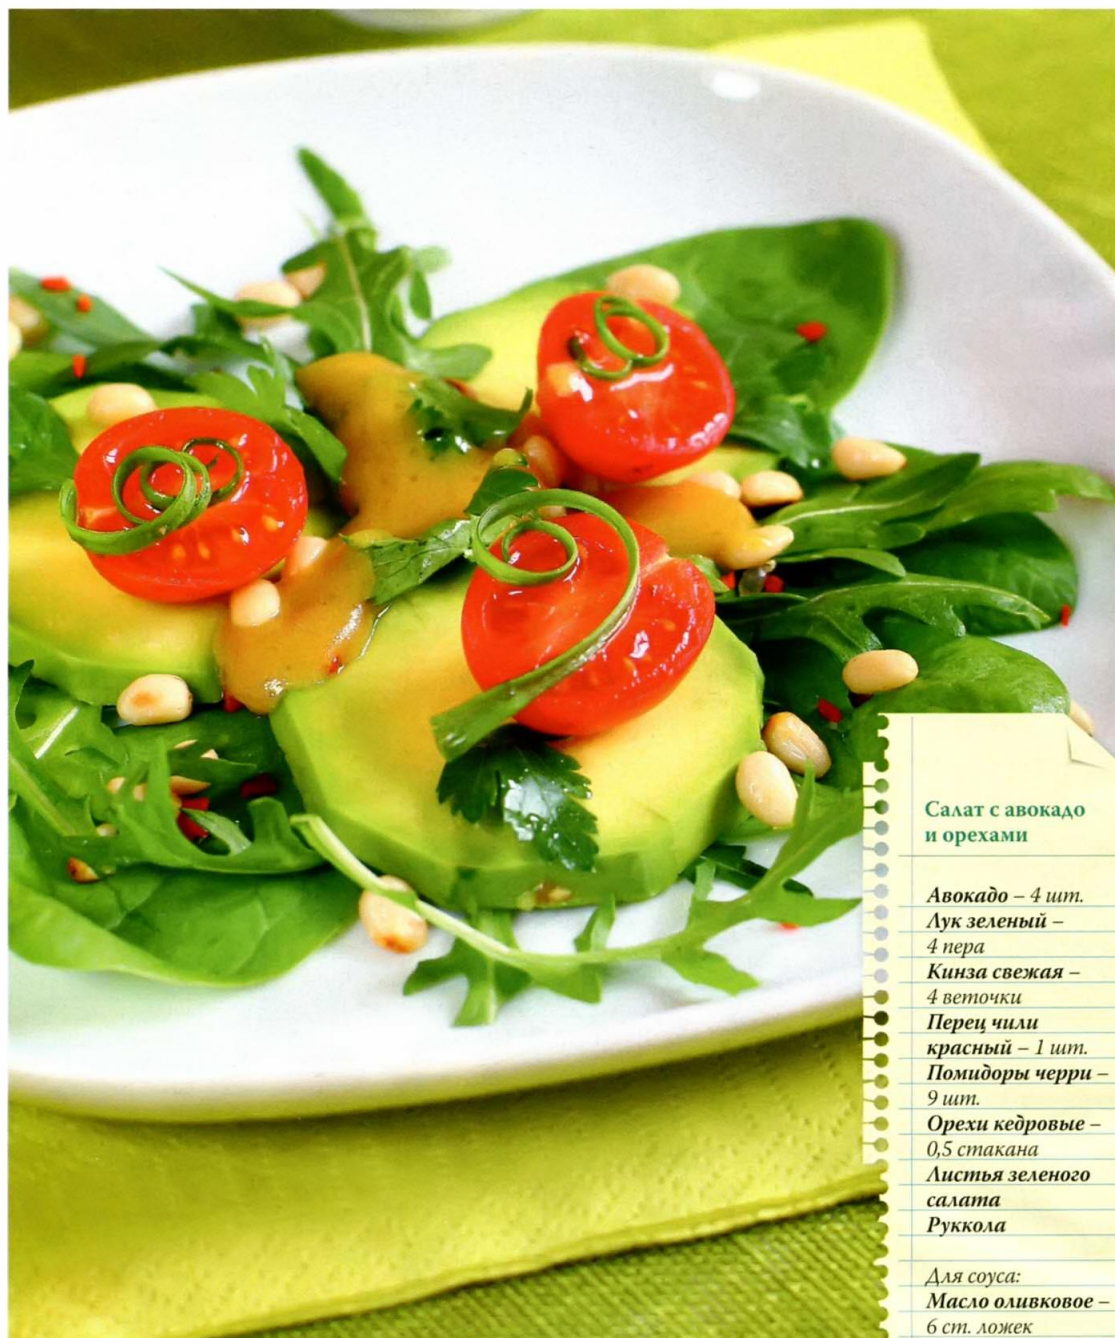 Салат с авокадо
и орехами
Авокадо – 4 шт.
Лук зеленый –
4 пера
Кинза свежая –
4 веточки
Перец чили
красный – 1 шт.
Помидоры черри –
9 шт.
Орехи кедровые –
0,5 стакана
Листья зеленого
салата
Руккола
Для соуса:
Масло оливковое –
6 ст. ложек